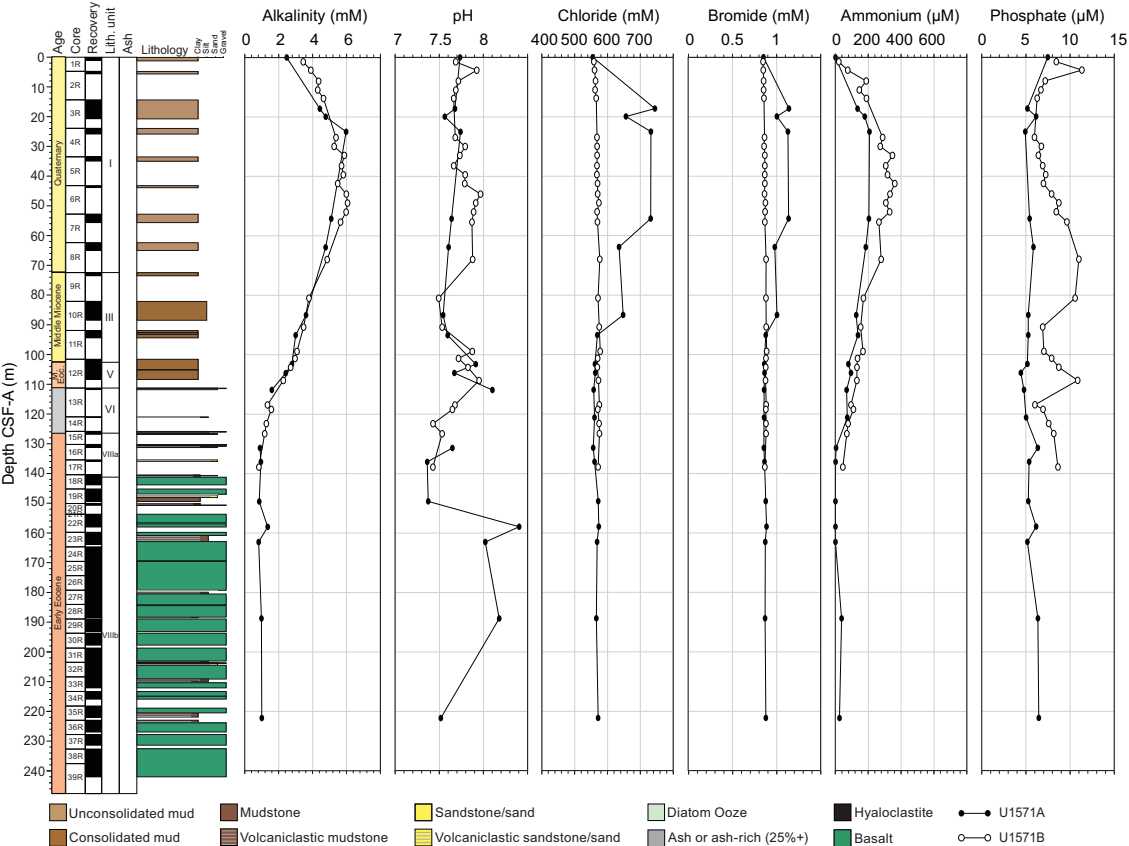 Age
Core
Recovery
Lith. unit
Ash
Lithology
Clay
Silt
Sand
Gravel
Alkalinity (mM)
pH
Chloride (mM)
Bromide (mM)
Ammonium (µM)
Phosphate (µM)
0 2 4 6 8
7 7.5 8 9
400 500 600 700
0 0.5 1 1.5
0 200 400 600
0 5 10 15
Depth CSF-A (m)
0
10
20
30
40
50
60
70
80
90
100
110
120
130
140
150
160
170
180
190
200
210
220
230
240
Quaternary
Middle Miocene
M. Eoc.
Early Eocene
1R
2R
3R
4R
5R
6R
7R
8R
9R
10R
11R
12R
13R
14R
15R
16R
17R
18R
19R
20R
21R
22R
23R
24R
25R
26R
27R
28R
29R
30R
31R
32R
33R
34R
35R
36R
37R
38R
39R
I
III
V
VI
VIIIa
VIIIb
Unconsolidated mud
Mudstone
Sandstone/sand
Diatom Ooze
Hyaloclastite
U1571A
Consolidated mud
Volcaniclastic mudstone
Volcaniclastic sandstone/sand
Ash or ash-rich (25%+)
Basalt
U1571B